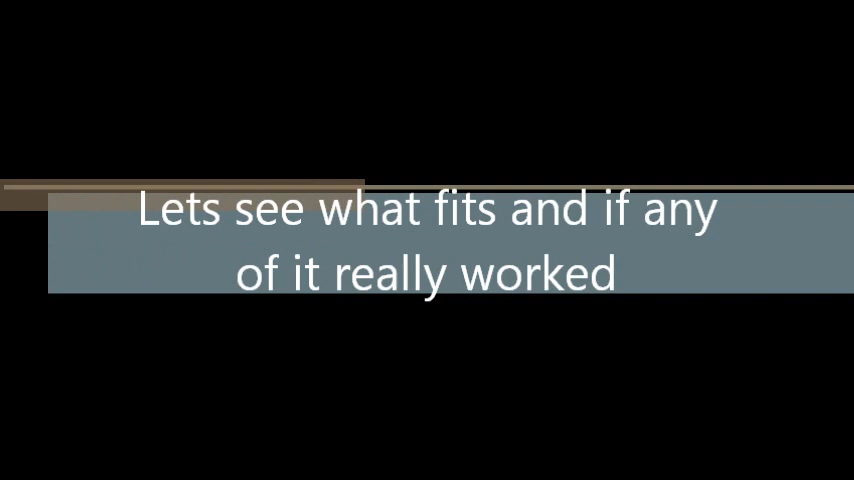 Lets see what fits and if any
of it really worked